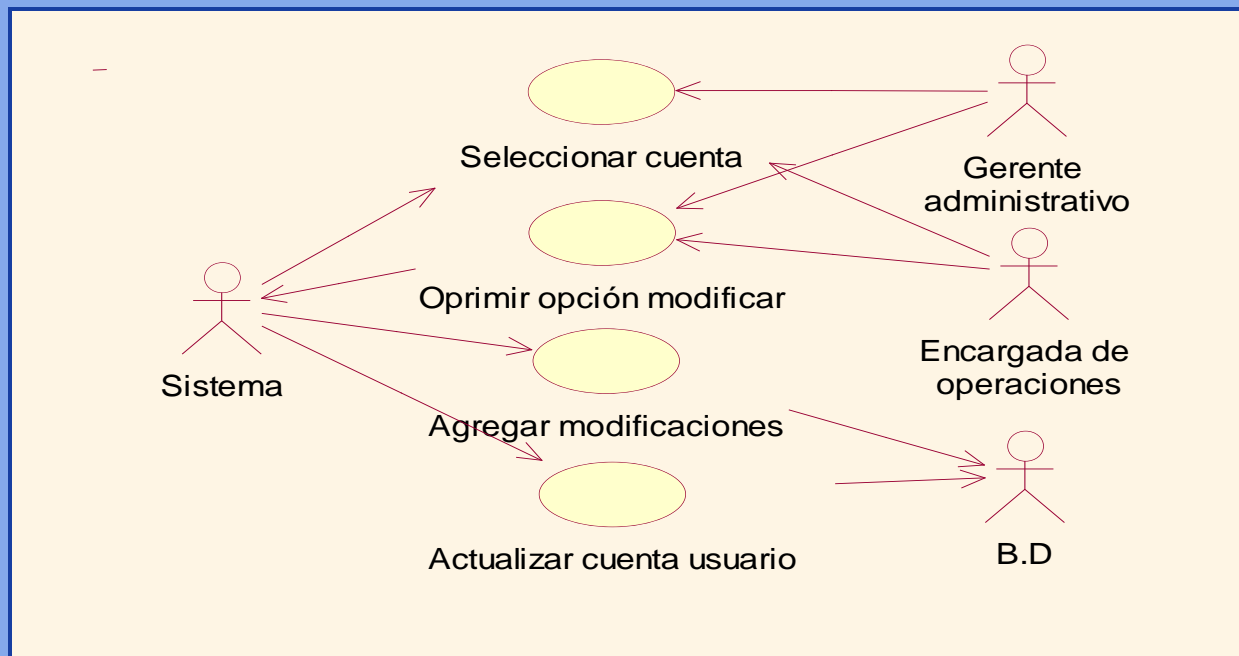 Seleccionar cuenta
Gerente
administrativo
Oprimir opción modificar
Encargada de
operaciones
Sistema
Agregar modificaciones
Actualizar cuenta usuario
B.D